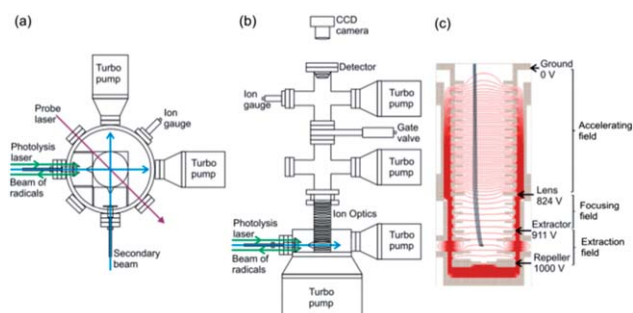 (a)
Turbo
pump
Probe
laser
Ion
gauge
Photolysis
laser
Beam of
radicals
Turbo
pump
Secondary
beam
(b)
CCD
camera
Detector
Ion
gauge
Turbo
pump
Gate
valve
Turbo
pump
Ion Optics
Photolysis
laser
Beam of
radicals
Turbo
pump
Turbo
pump
(c)
Ground
0 V
Accelerating
field
Lens
824 V
Focusing
field
Extractor
911 V
Extraction
field
Repeller
1000 V